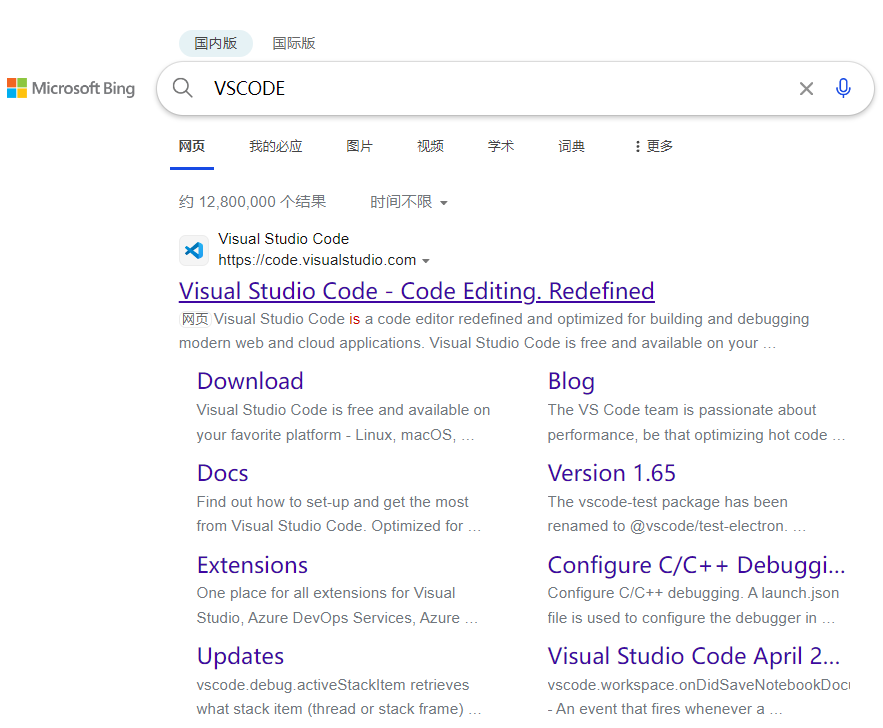 国内版 国际版
Microsoft Bing
VSCODE
网页 我的必应 图片 视频 学术 词典 更多
约 12,800,000 个结果 时间不限
Visual Studio Code
https://code.visualstudio.com
Visual Studio Code - Code Editing. Redefined
网页 Visual Studio Code is a code editor redefined and optimized for building and debugging
modern web and cloud applications. Visual Studio Code is free and available on your …
Download
Visual Studio Code is free and available on
your favorite platform - Linux, macOS, …
Blog
The VS Code team is passionate about
performance, be that optimizing hot code …
Docs
Find out how to set-up and get the most
from Visual Studio Code. Optimized for …
Version 1.65
The vscode-test package has been
renamed to @vscode/test-electron. …
Extensions
One place for all extensions for Visual
Studio, Azure DevOps Services, Azure …
Configure C/C++ Debuggi...
Configure C/C++ debugging. A launch.json
file is used to configure the debugger in …
Updates
vscode.debug.activeStackItem retrieves
what stack item (thread or stack frame) …
Visual Studio Code April 2...
vscode.workspace.onDidSaveNotebookDocu
- An event that fires whenever a …